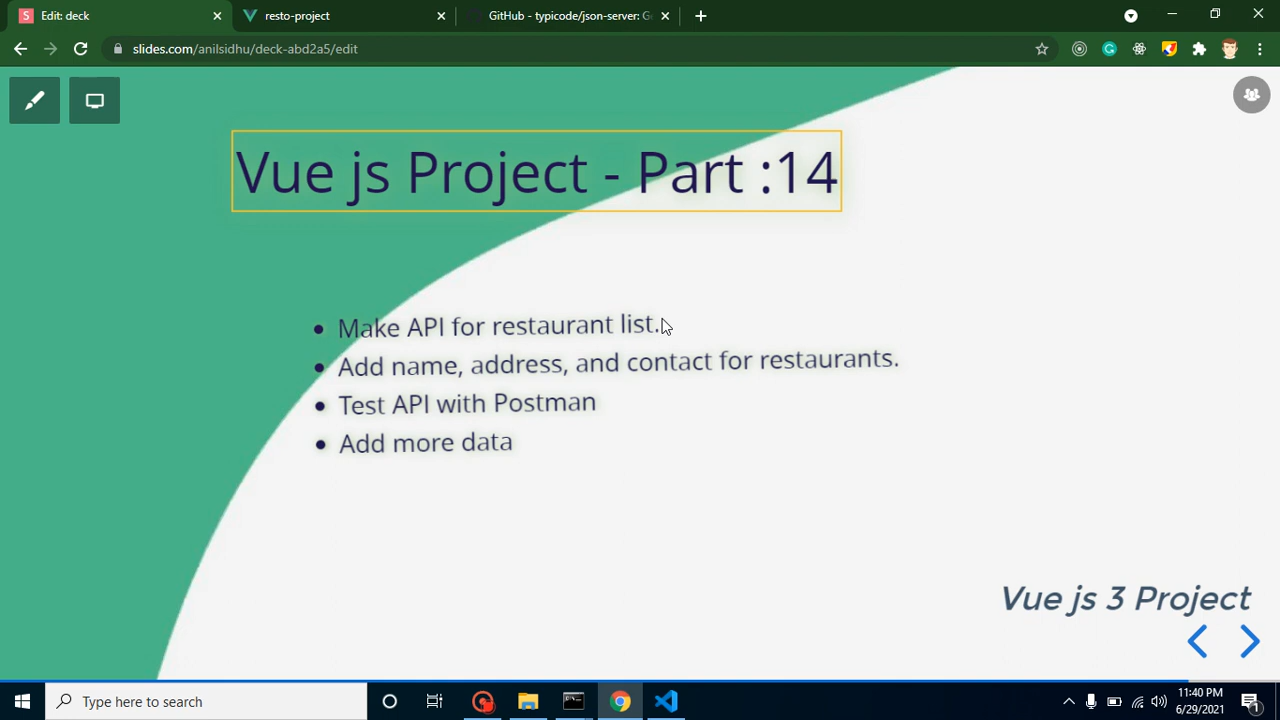 Edit: deck
resto-project
GitHub - typicode/json-server: G
slides.com/anilsidhu/deck-abd2a5/edit
Vue js Project - Part :14
Make API for restaurant list.
Add name, address, and contact for restaurants.
Test API with Postman
Add more data
Vue js 3 Project
Type here to search
11:40 PM
6/29/2021
1